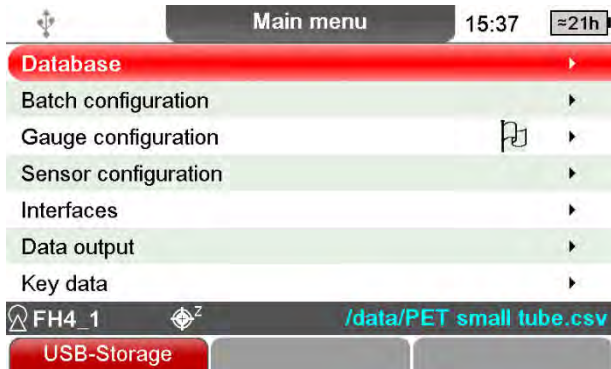 Main menu 15:37 ≈21h
Database
Batch configuration
Gauge configuration
Sensor configuration
Interfaces
Data output
Key data
FH4_1 Z /data/PET small tube.csv
USB-Storage